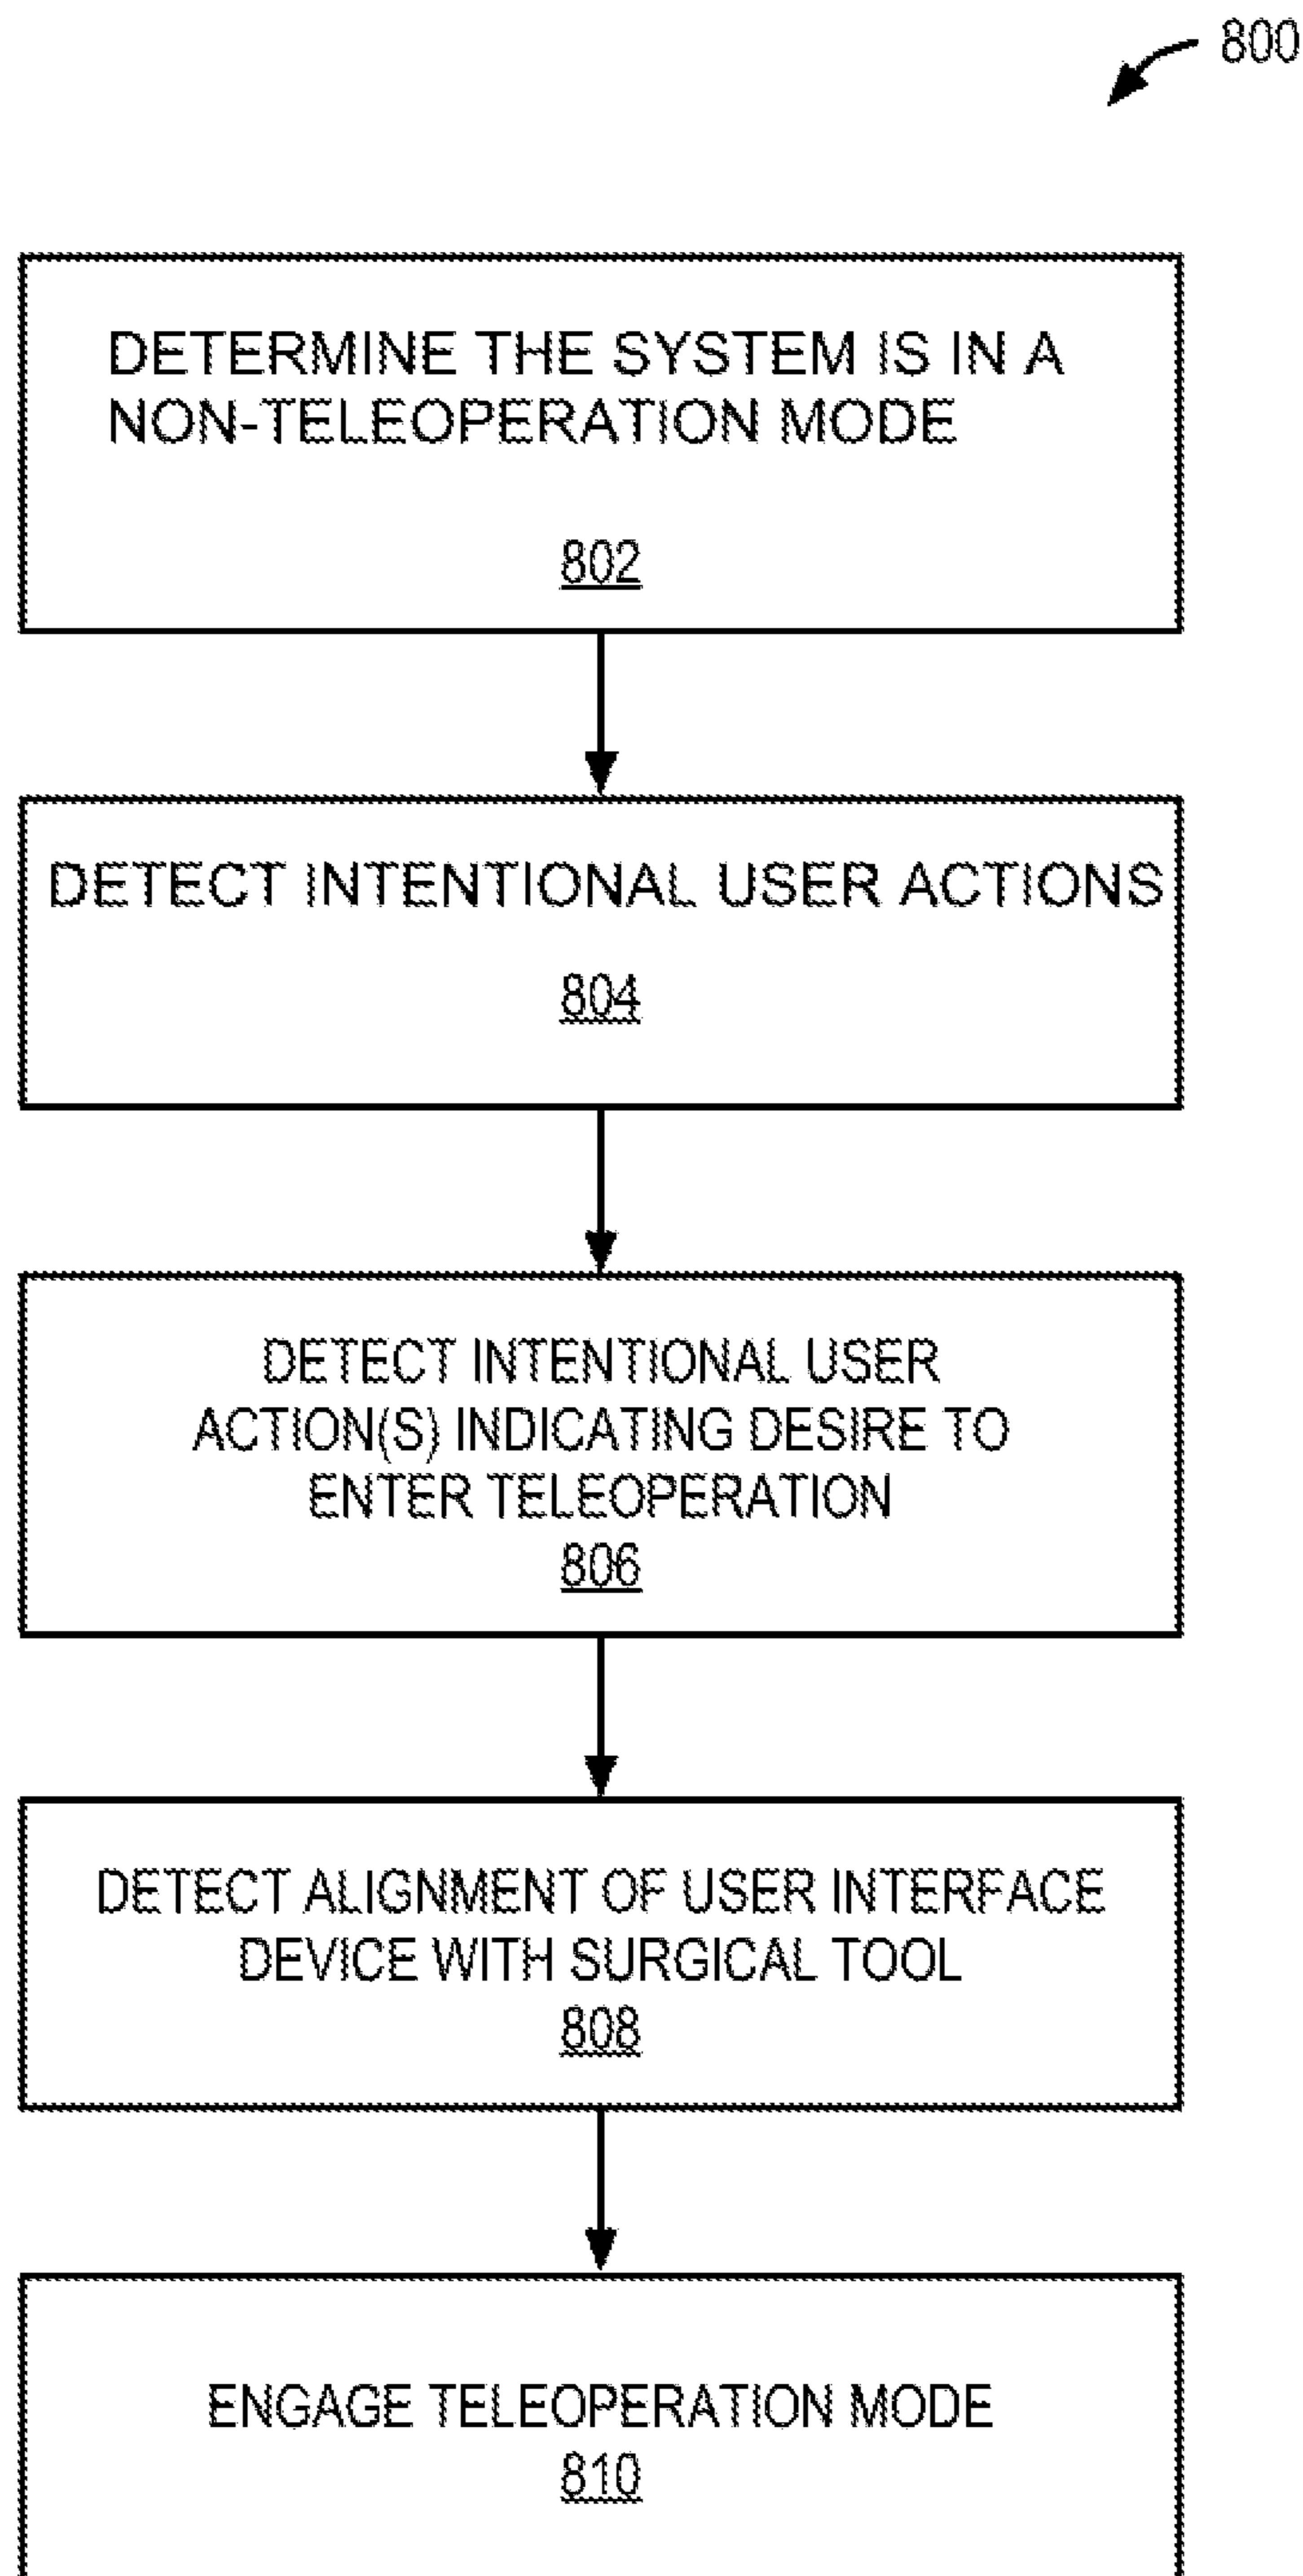 800
DETERMINE THE SYSTEM IS IN A
NON-TELEOPERATION MODE
802
DETECT INTENTIONAL USER ACTIONS
804
DETECT INTENTIONAL USER
ACTION(S) INDICATING DESIRE TO
ENTER TELEOPERATION
806
DETECT ALIGNMENT OF USER INTERFACE
DEVICE WITH SURGICAL TOOL
808
ENGAGE TELEOPERATION MODE
810